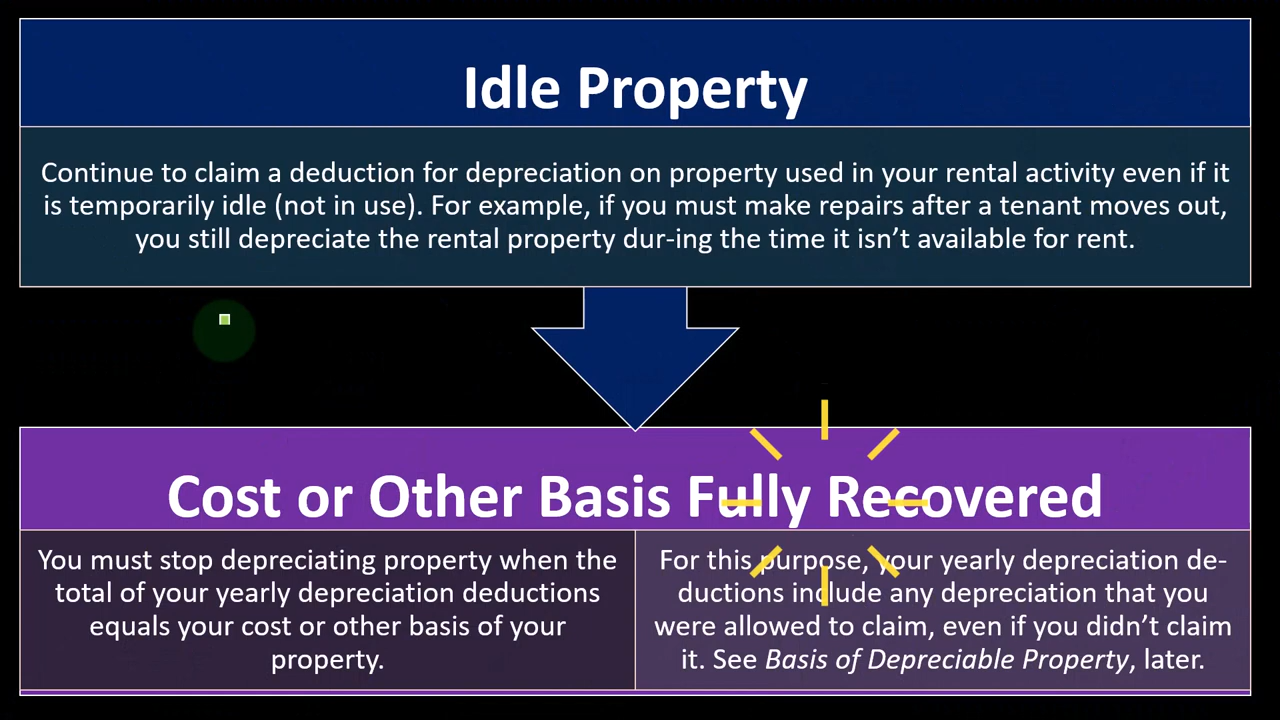 Idle Property
Continue to claim a deduction for depreciation on property used in your rental activity even if it
is temporarily idle (not in use). For example, if you must make repairs after a tenant moves out,
you still depreciate the rental property dur-ing the time it isn’t available for rent.
Cost or Other Basis Fully Recovered
You must stop depreciating property when the
total of your yearly depreciation deductions
equals your cost or other basis of your
property.
For this purpose, your yearly depreciation de-
ductions include any depreciation that you
were allowed to claim, even if you didn’t claim
it. See Basis of Depreciable Property, later.